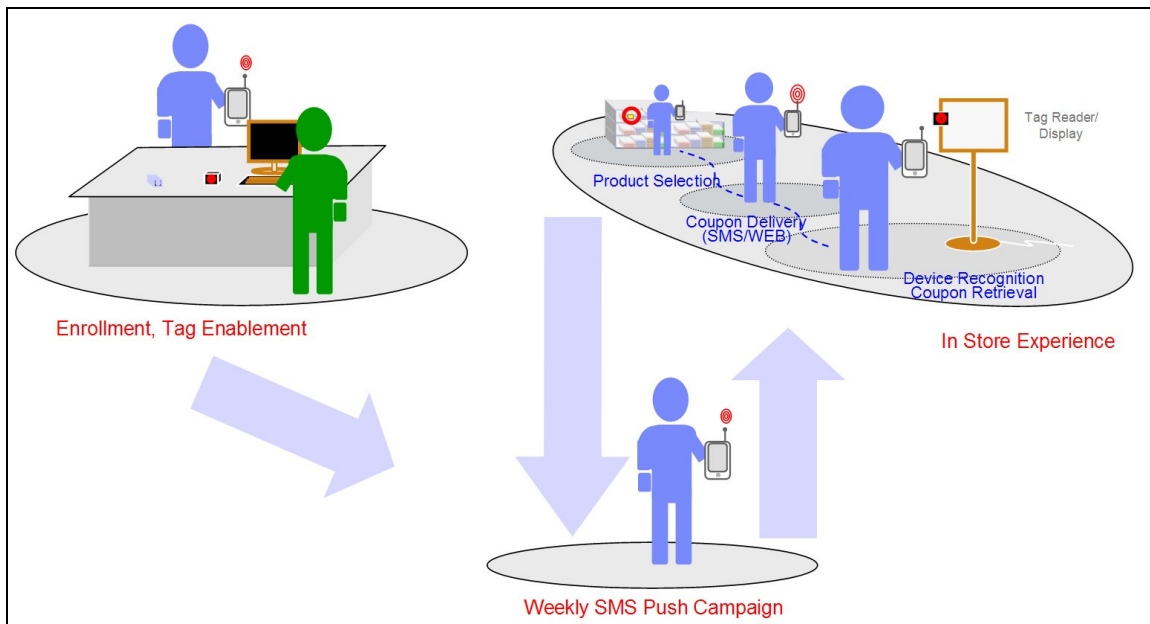 Tag Reader/
Display
Product Selection
Coupon Delivery
(SMS/WEB)
Device Recognition
Coupon Retrieval
Enrollment, Tag Enablement
In Store Experience
Weekly SMS Push Campaign